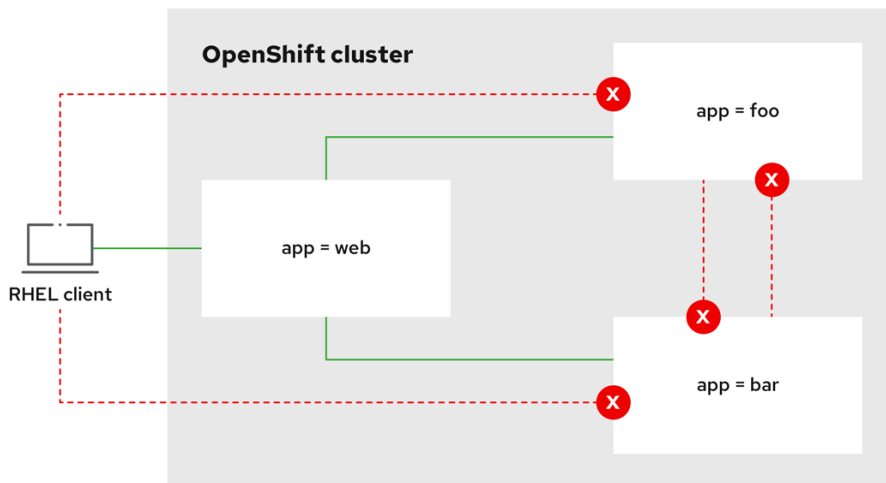 OpenShift cluster
X
app = foo
X
app = web
RHEL client
X
app = bar
X